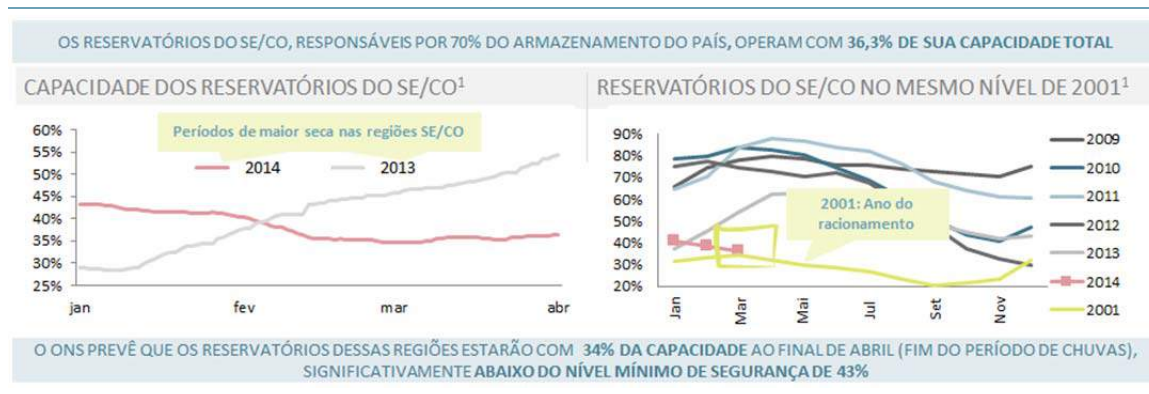 OS RESERVATÓRIOS DO SE/CO, RESPONSÁVEIS POR 70% DO ARMAZENAMENTO DO PAÍS, OPERAM COM 36,3% DE SUA CAPACIDADE TOTAL
CAPACIDADE DOS RESERVATÓRIOS DO SE/CO¹
60%
55%
50%
45%
40%
35%
30%
25%
Períodos de maior seca nas regiões SE/CO
2014
2013
jan
fev
mar
abr
RESERVATÓRIOS DO SE/CO NO MESMO NÍVEL DE 2001¹
90%
80%
70%
60%
50%
40%
30%
20%
2001: Ano do
racionamento
Jan
Mar
Mai
Jul
Set
Nov
2009
2010
2011
2012
2013
2014
2001
O ONS PREVÊ QUE OS RESERVATÓRIOS DESSAS REGIÕES ESTARÃO COM 34% DA CAPACIDADE AO FINAL DE ABRIL (FIM DO PERÍODO DE CHUVAS),
SIGNIFICATIVAMENTE ABAIXO DO NÍVEL MÍNIMO DE SEGURANÇA DE 43%